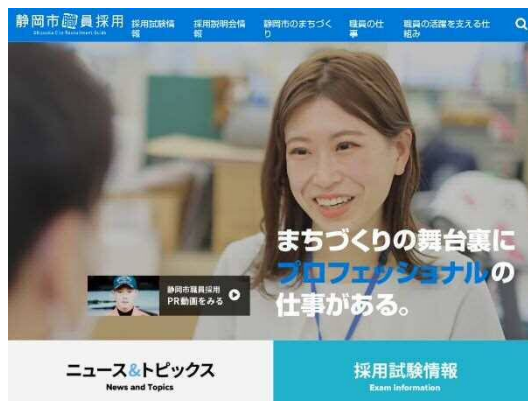 静岡市職員採用
Shizuoka City Recruitment Guide
採用試験情
報
採用説明会情
報
静岡市のまちづく
り
職員の仕
事
職員の活躍を支える仕
組み
まちづくりの舞台裏に
プロフェッショナルの
仕事がある。
静岡市職員採用
PR動画をみる
ニュース&トピックス
News and Topics
採用試験情報
Exam information